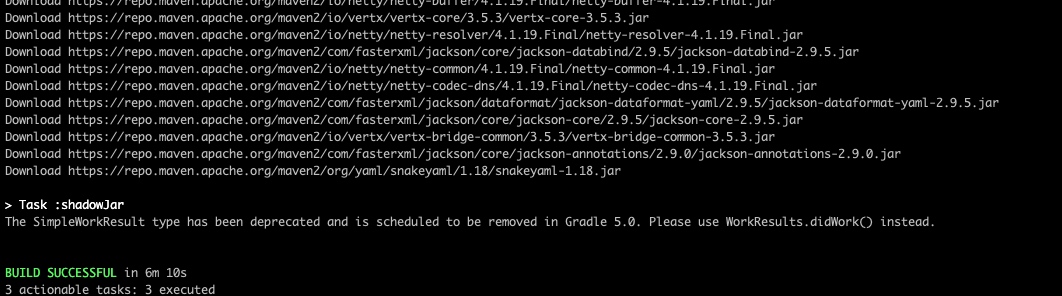 Download https://repo.maven.apache.org/maven2/io/netty/netty-buffer/4.1.19.Final/netty-buffer-4.1.19.Final.jar
Download https://repo.maven.apache.org/maven2/io/vertx/vertx-core/3.5.3/vertx-core-3.5.3.jar
Download https://repo.maven.apache.org/maven2/io/netty/netty-resolver/4.1.19.Final/netty-resolver-4.1.19.Final.jar
Download https://repo.maven.apache.org/maven2/com/fasterxml/jackson/core/jackson-databind/2.9.5/jackson-databind-2.9.5.jar
Download https://repo.maven.apache.org/maven2/io/netty/netty-common/4.1.19.Final/netty-common-4.1.19.Final.jar
Download https://repo.maven.apache.org/maven2/io/netty/netty-codec-dns/4.1.19.Final/netty-codec-dns-4.1.19.Final.jar
Download https://repo.maven.apache.org/maven2/com/fasterxml/jackson/dataformat/jackson-dataformat-yaml/2.9.5/jackson-dataformat-yaml-2.9.5.jar
Download https://repo.maven.apache.org/maven2/com/fasterxml/jackson/core/jackson-core/2.9.5/jackson-core-2.9.5.jar
Download https://repo.maven.apache.org/maven2/io/vertx/vertx-bridge-common/3.5.3/vertx-bridge-common-3.5.3.jar
Download https://repo.maven.apache.org/maven2/com/fasterxml/jackson/core/jackson-annotations/2.9.0/jackson-annotations-2.9.0.jar
Download https://repo.maven.apache.org/maven2/org/yaml/snakeyaml/1.18/snakeyaml-1.18.jar
> Task :shadowJar
The SimpleWorkResult type has been deprecated and is scheduled to be removed in Gradle 5.0. Please use WorkResults.didWork() instead.
BUILD SUCCESSFUL in 6m 10s
3 actionable tasks: 3 executed